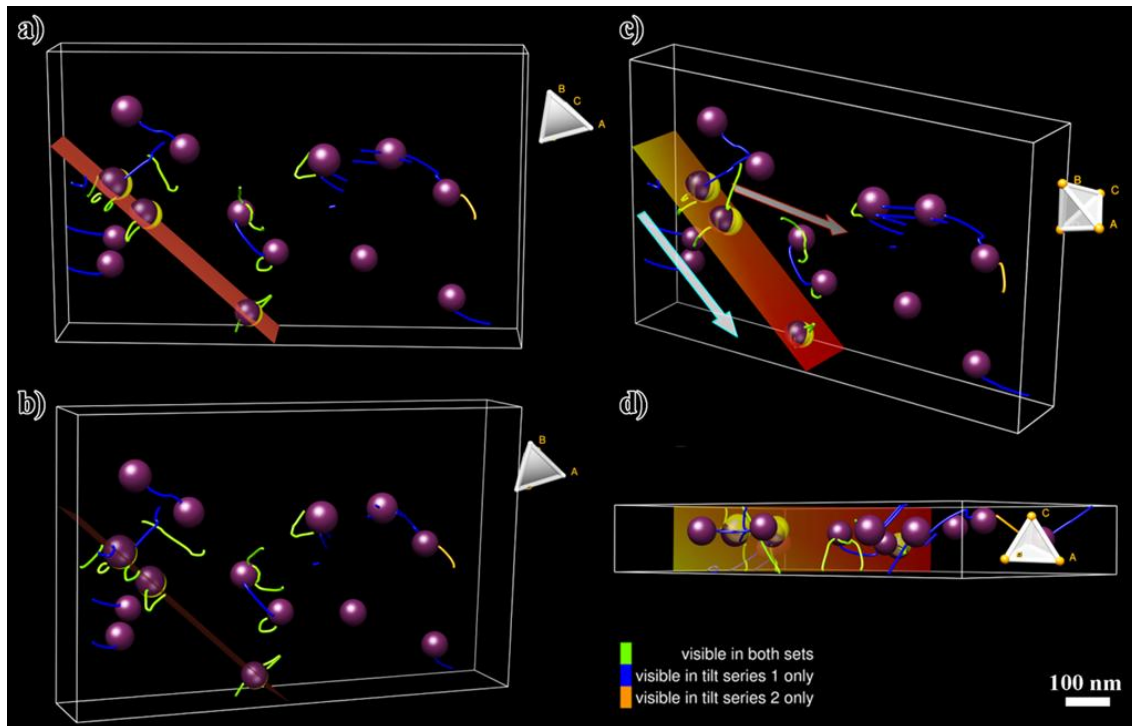 a)
B
C
A
b)
B
A
c)
B
C
A
d)
C
A
visible in both sets
visible in tilt series 1 only
visible in tilt series 2 only
100 nm